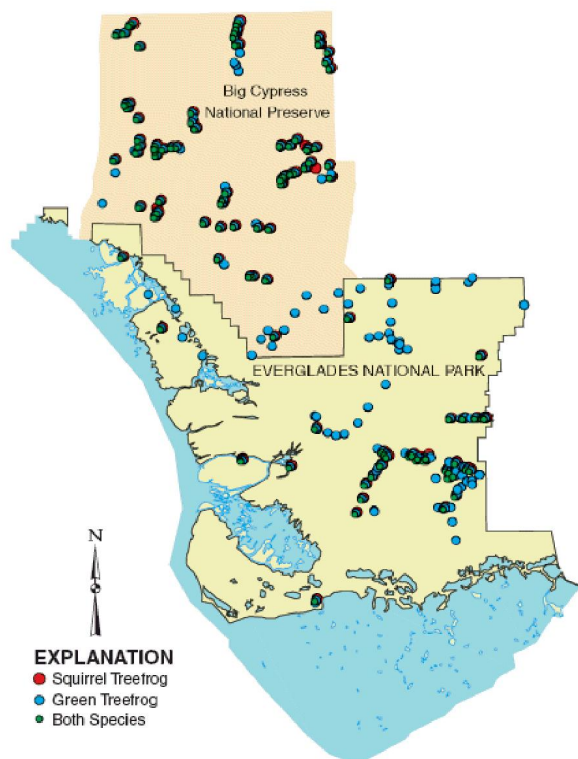 Big Cypress
National Preserve
EVERGLADES NATIONAL PARK
N
EXPLANATION
Squirrel Treefrog
Green Treefrog
Both Species